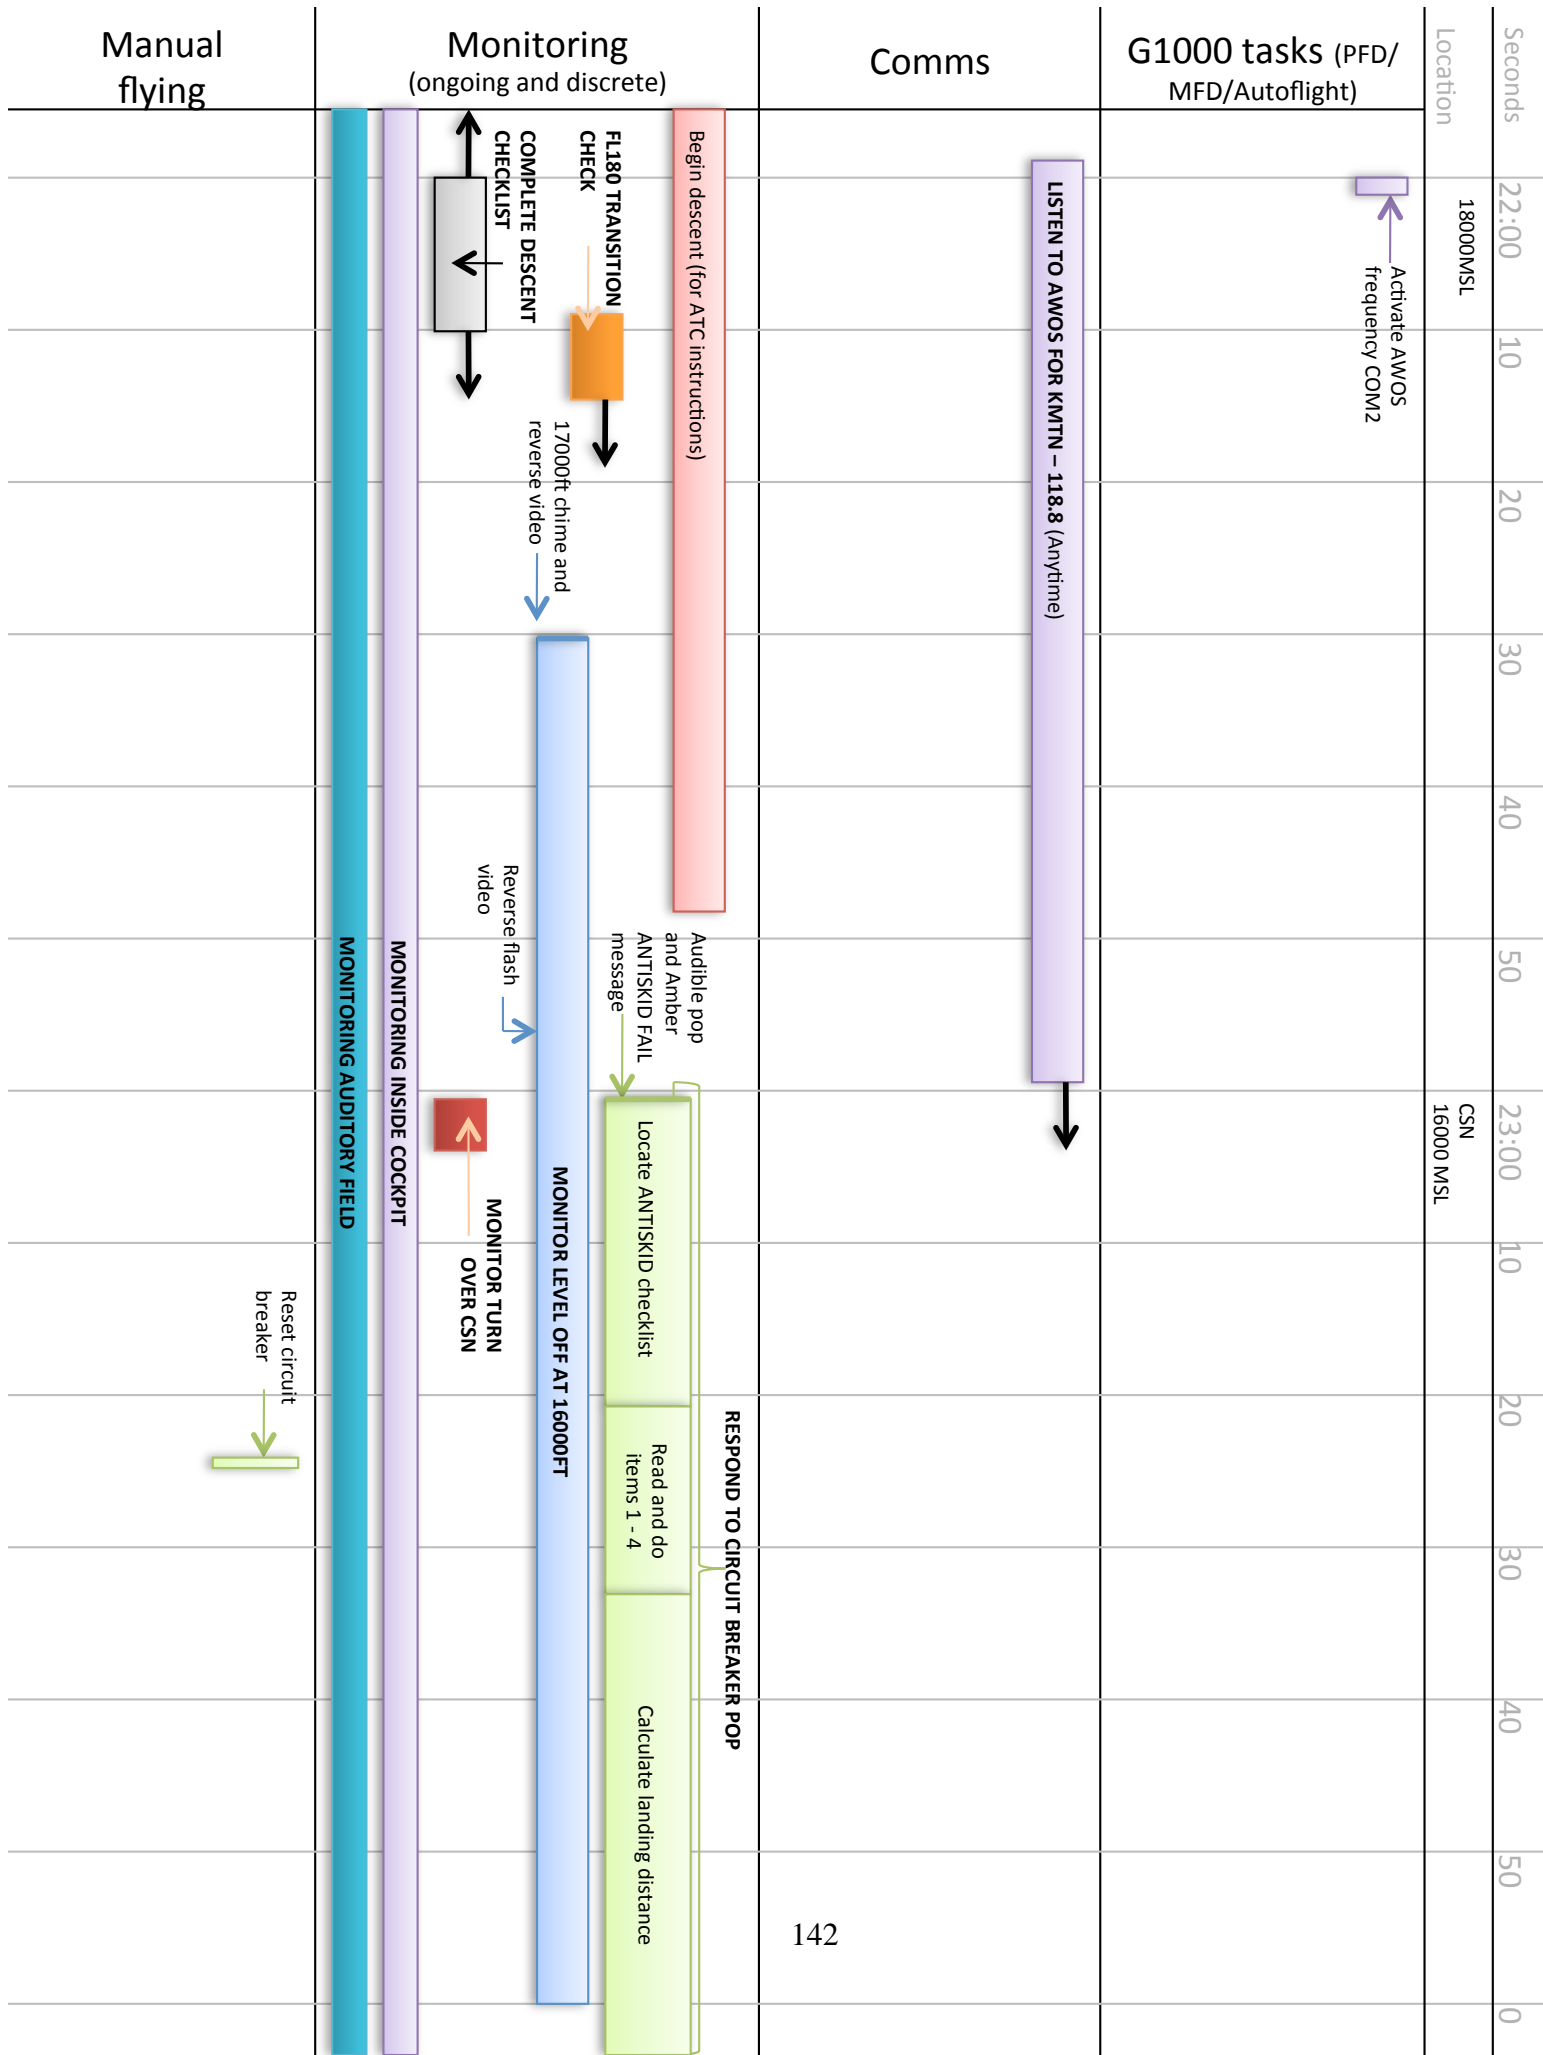 Seconds
22:00
10
20
30
40
50
23:00
10
20
30
40
50
0
Location
18000MSL
CSN
16000 MSL
G1000 tasks (PFD/
MFD/Autoflight)
Activate AWOS
frequency COM2
Comms
LISTEN TO AWOS FOR KMTN – 118.8 (Anytime)
Monitoring
(ongoing and discrete)
Begin descent (for ATC instructions)
RESPOND TO CIRCUIT BREAKER POP
Audible pop
and Amber
ANTISKID FAIL
message
Locate ANTISKID checklist
Read and do
items 1 - 4
Calculate landing distance
FL180 TRANSITION
CHECK
17000ft chime and
reverse video
MONITOR LEVEL OFF AT 16000FT
Reverse flash
video
COMPLETE DESCENT
CHECKLIST
MONITOR TURN
OVER CSN
MONITORING INSIDE COCKPIT
MONITORING AUDITORY FIELD
Manual
flying
Reset circuit
breaker
142